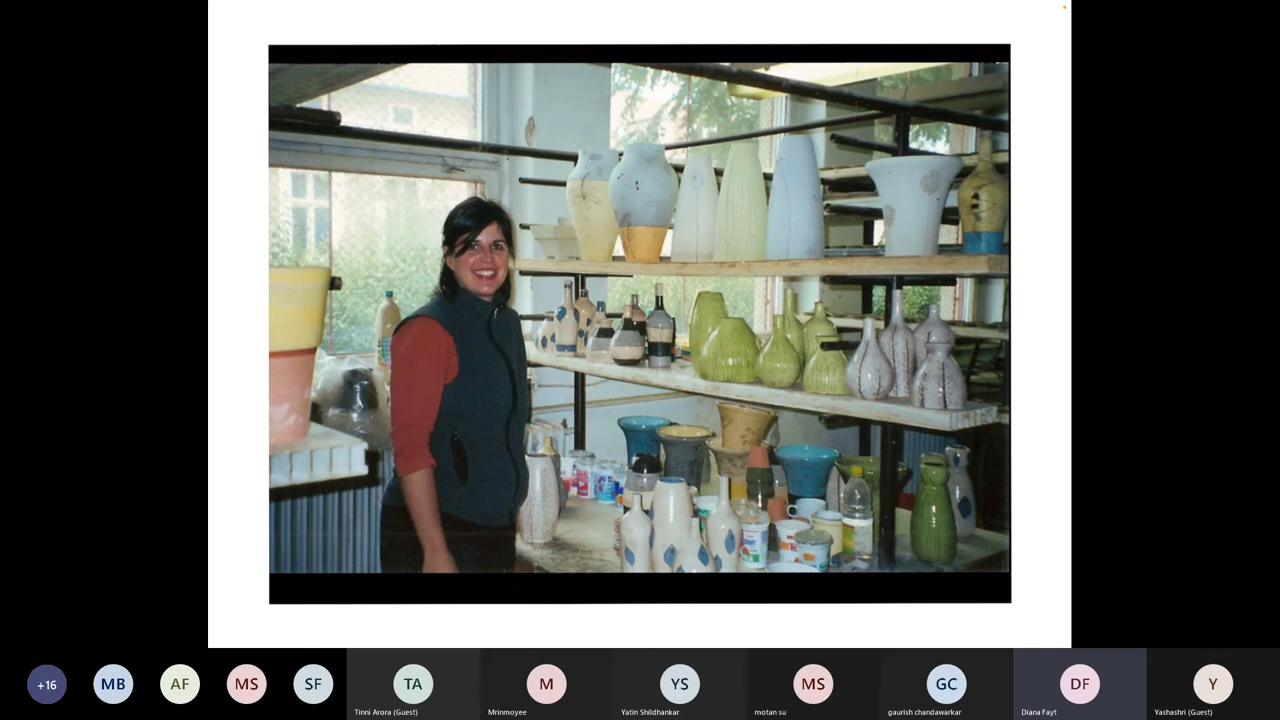 +16
MB
AF
MS
SF
TA
M
YS
MS
GC
DF
Y
Tinni Arora (Guest)
Mrinmoyee
Yatin Shildhankar
motan su
gaurish chandawarkar
Diana Fayt
Yashashri (Guest)